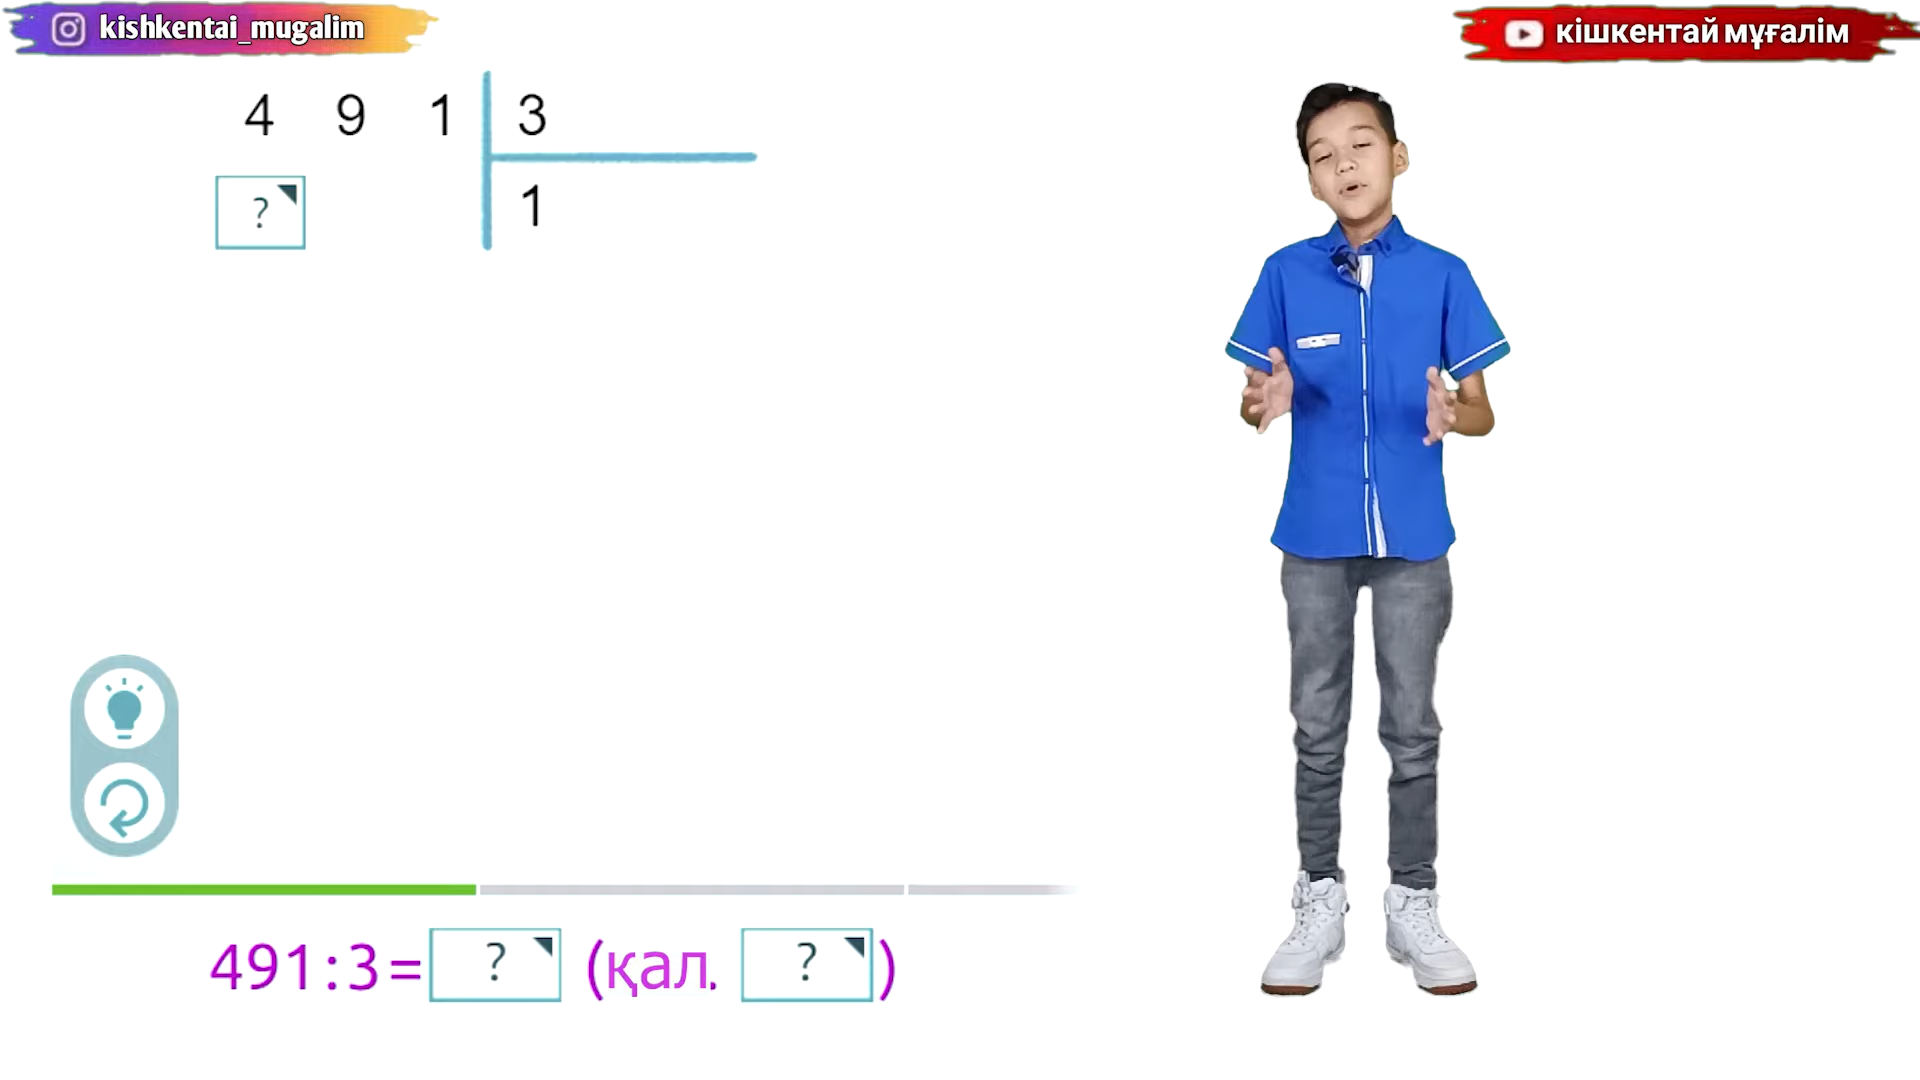 kishkentai_mugalim
кішкентай мұғалім
4 9 1 3
? 1
491:3= ? (қал. ?)